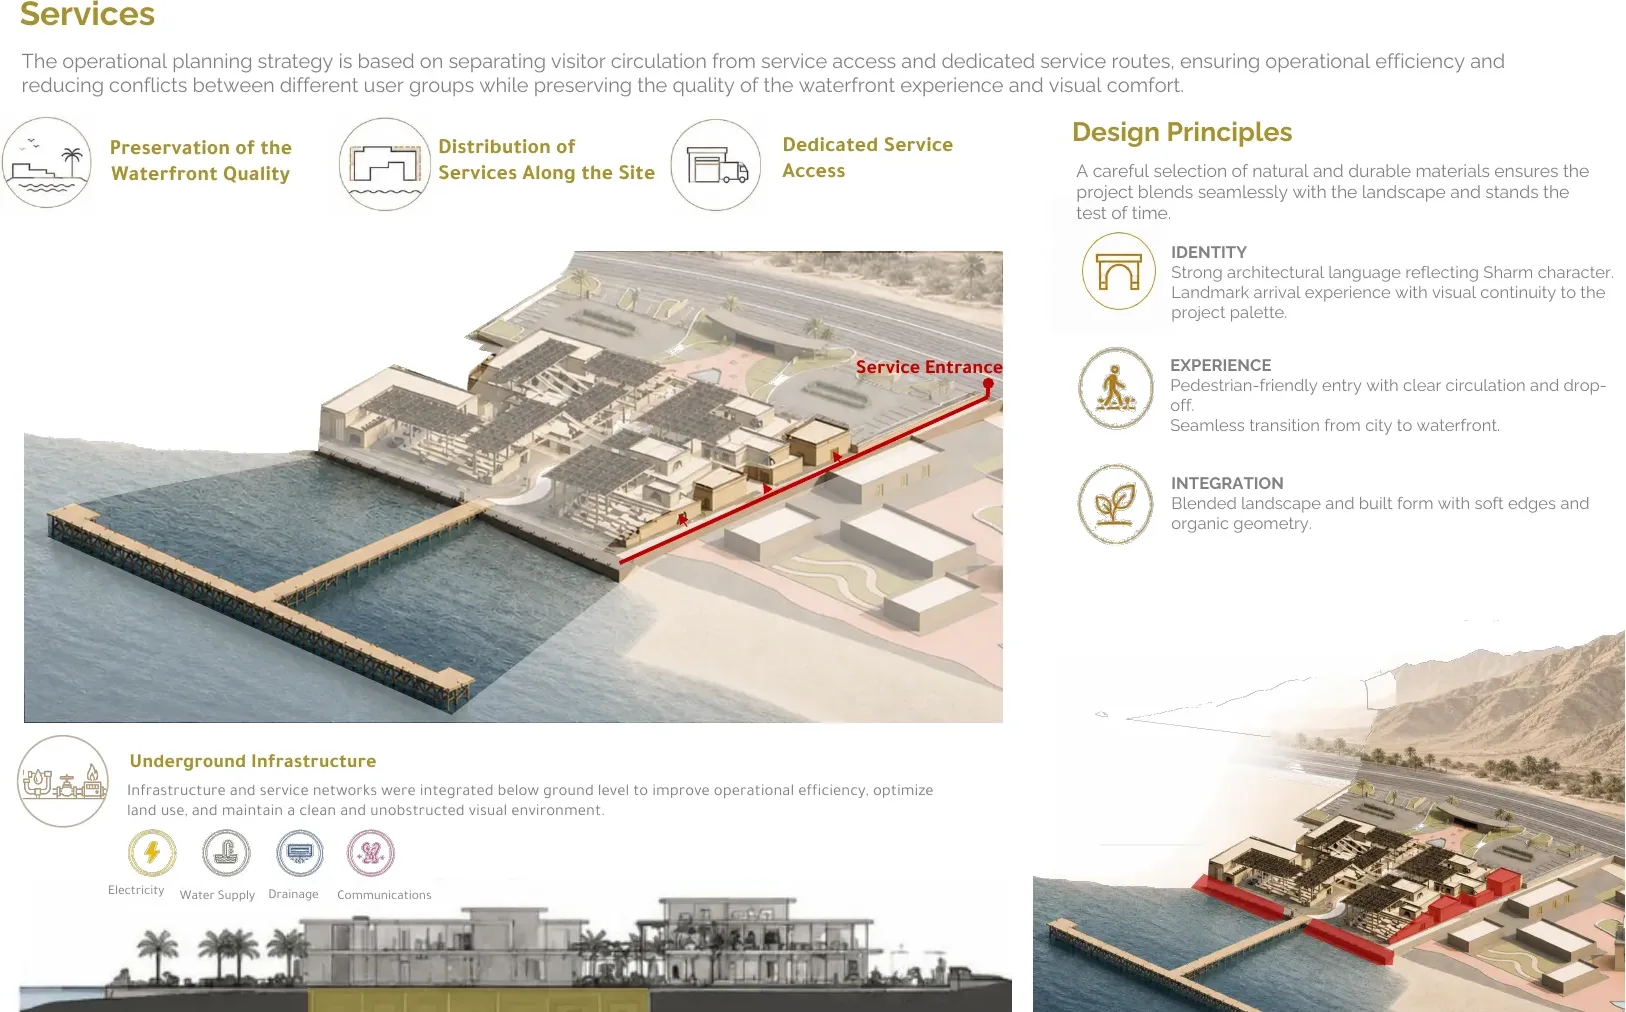 Services
The operational planning strategy is based on separating visitor circulation from service access and dedicated service routes, ensuring operational efficiency and
reducing conflicts between different user groups while preserving the quality of the waterfront experience and visual comfort.
Preservation of the
Waterfront Quality
Distribution of
Services Along the Site
Dedicated Service
Access
Service Entrance
Underground Infrastructure
Infrastructure and service networks were integrated below ground level to improve operational efficiency, optimize
land use, and maintain a clean and unobstructed visual environment.
Electricity
Water Supply
Drainage
Communications
Design Principles
A careful selection of natural and durable materials ensures the
project blends seamlessly with the landscape and stands the
test of time.
IDENTITY
Strong architectural language reflecting Sharm character.
Landmark arrival experience with visual continuity to the
project palette.
EXPERIENCE
Pedestrian-friendly entry with clear circulation and drop-
off.
Seamless transition from city to waterfront.
INTEGRATION
Blended landscape and built form with soft edges and
organic geometry.